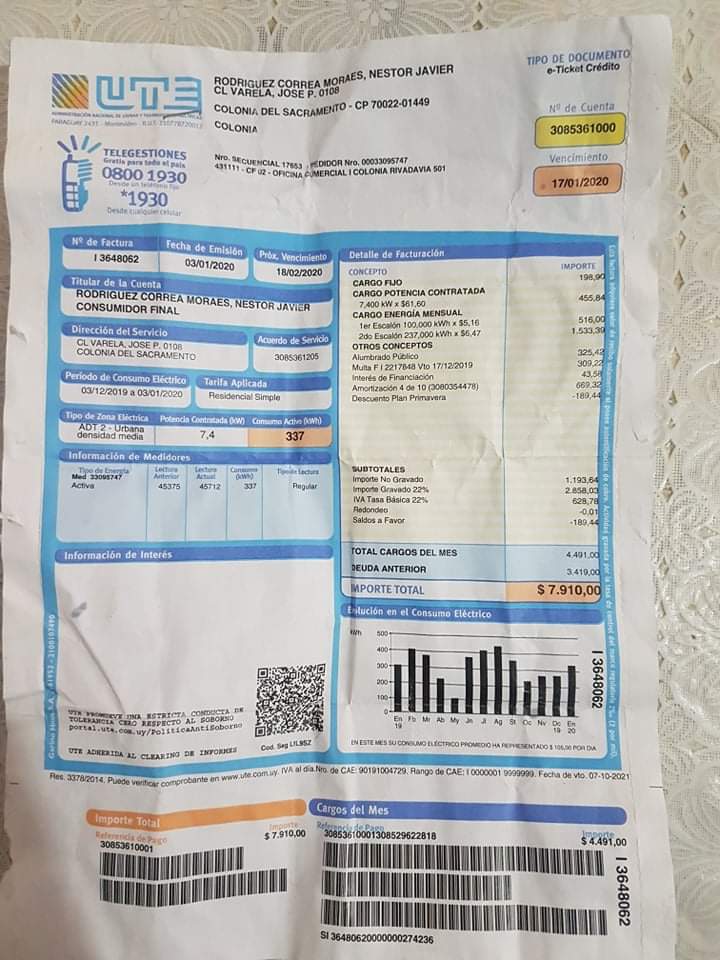 UTE
ADMINISTRACIÓN NACIONAL DE USINAS Y TRASMISIONES ELÉCTRICAS
PARAGUAY 2431 - Montevideo - R.U.T. 210778720012
RODRIGUEZ CORREA MORAES, NESTOR JAVIER
CL VARELA, JOSE P. 0108
COLONIA DEL SACRAMENTO - CP 70022-01449
COLONIA
TIPO DE DOCUMENTO
e-Ticket Crédito
Nº de Cuenta
3085361000
Vencimiento
17/01/2020
TELEGESTIONES
Gratis para todo el país
0800 1930
Desde un teléfono fijo
*1930
Desde cualquier celular
Nro. SECUENCIAL 17653 MEDIDOR Nro. 00033095747
431111 - CF 02 - OFICINA COMERCIAL I COLONIA RIVADAVIA 501
Nº de Factura
I 3648062
Fecha de Emisión
03/01/2020
Próx. Vencimiento
18/02/2020
Titular de la Cuenta
RODRIGUEZ CORREA MORAES, NESTOR JAVIER
CONSUMIDOR FINAL
Dirección del Servicio
CL VARELA, JOSE P. 0108
COLONIA DEL SACRAMENTO
Acuerdo de Servicio
3085361205
Período de Consumo Eléctrico
03/12/2019 a 03/01/2020
Tarifa Aplicada
Residencial Simple
Tipo de Zona Eléctrica
ADT 2 - Urbana
densidad media
Potencia Contratada (kW)
7,4
Consumo Activo (kWh)
337
Información de Medidores
Tipo de Energía Lectura Anterior Lectura Actual Consumo (kWh) Tipo de Lectura
Med 33095747
Activa 45375 45712 337 Regular
Información de Interés
UTE PROMUEVE UNA ESTRICTA CONDUCTA DE
TOLERANCIA CERO RESPECTO AL SOBORNO
portal.ute.com.uy/PoliticaAntiSoborno
UTE ADHERIDA AL CLEARING DE INFORMES
Detalle de Facturación
CONCEPTO IMPORTE
CARGO FIJO 198,90
CARGO POTENCIA CONTRATADA
7,400 kW x $61,60 455,84
CARGO ENERGÍA MENSUAL
1er Escalón 100,000 kWh x $5,16 516,00
2do Escalón 237,000 kWh x $6,47 1.533,39
OTROS CONCEPTOS
Alumbrado Público 325,42
Multa F I 2217848 Vto 17/12/2019 309,22
Interés de Financiación 43,58
Amortización 4 de 10 (3080354478) 669,32
Descuento Plan Primavera -189,44
SUBTOTALES
Importe No Gravado 1.193,64
Importe Gravado 22% 2.858,03
IVA Tasa Básica 22% 628,78
Redondeo -0,01
Saldos a Favor -189,44
TOTAL CARGOS DEL MES 4.491,00
DEUDA ANTERIOR 3.419,00
IMPORTE TOTAL $ 7.910,00
Evolución en el Consumo Eléctrico
kWh
500
400
300
200
100
0
En Fb Mr Ab My Jn Jl Ag St Oc Nv Dc En
19 19 20
EN ESTE MES SU CONSUMO ELÉCTRICO PROMEDIO HA REPRESENTADO $ 105,00 POR DIA
I 3648062
Res. 3378/2014. Puede verificar comprobante en www.ute.com.uy. IVA al día.Nro. de CAE: 90191004729. Rango de CAE: I 0000001 9999999. Fecha de vto. 07-10-2021
Importe Total
Referencia de Pago Importe
30853610001 $ 7.910,00
Cargos del Mes
Referencia de Pago Importe
30853610001308529622818 $ 4.491,00
I 3648062
SI 36480620000000274236